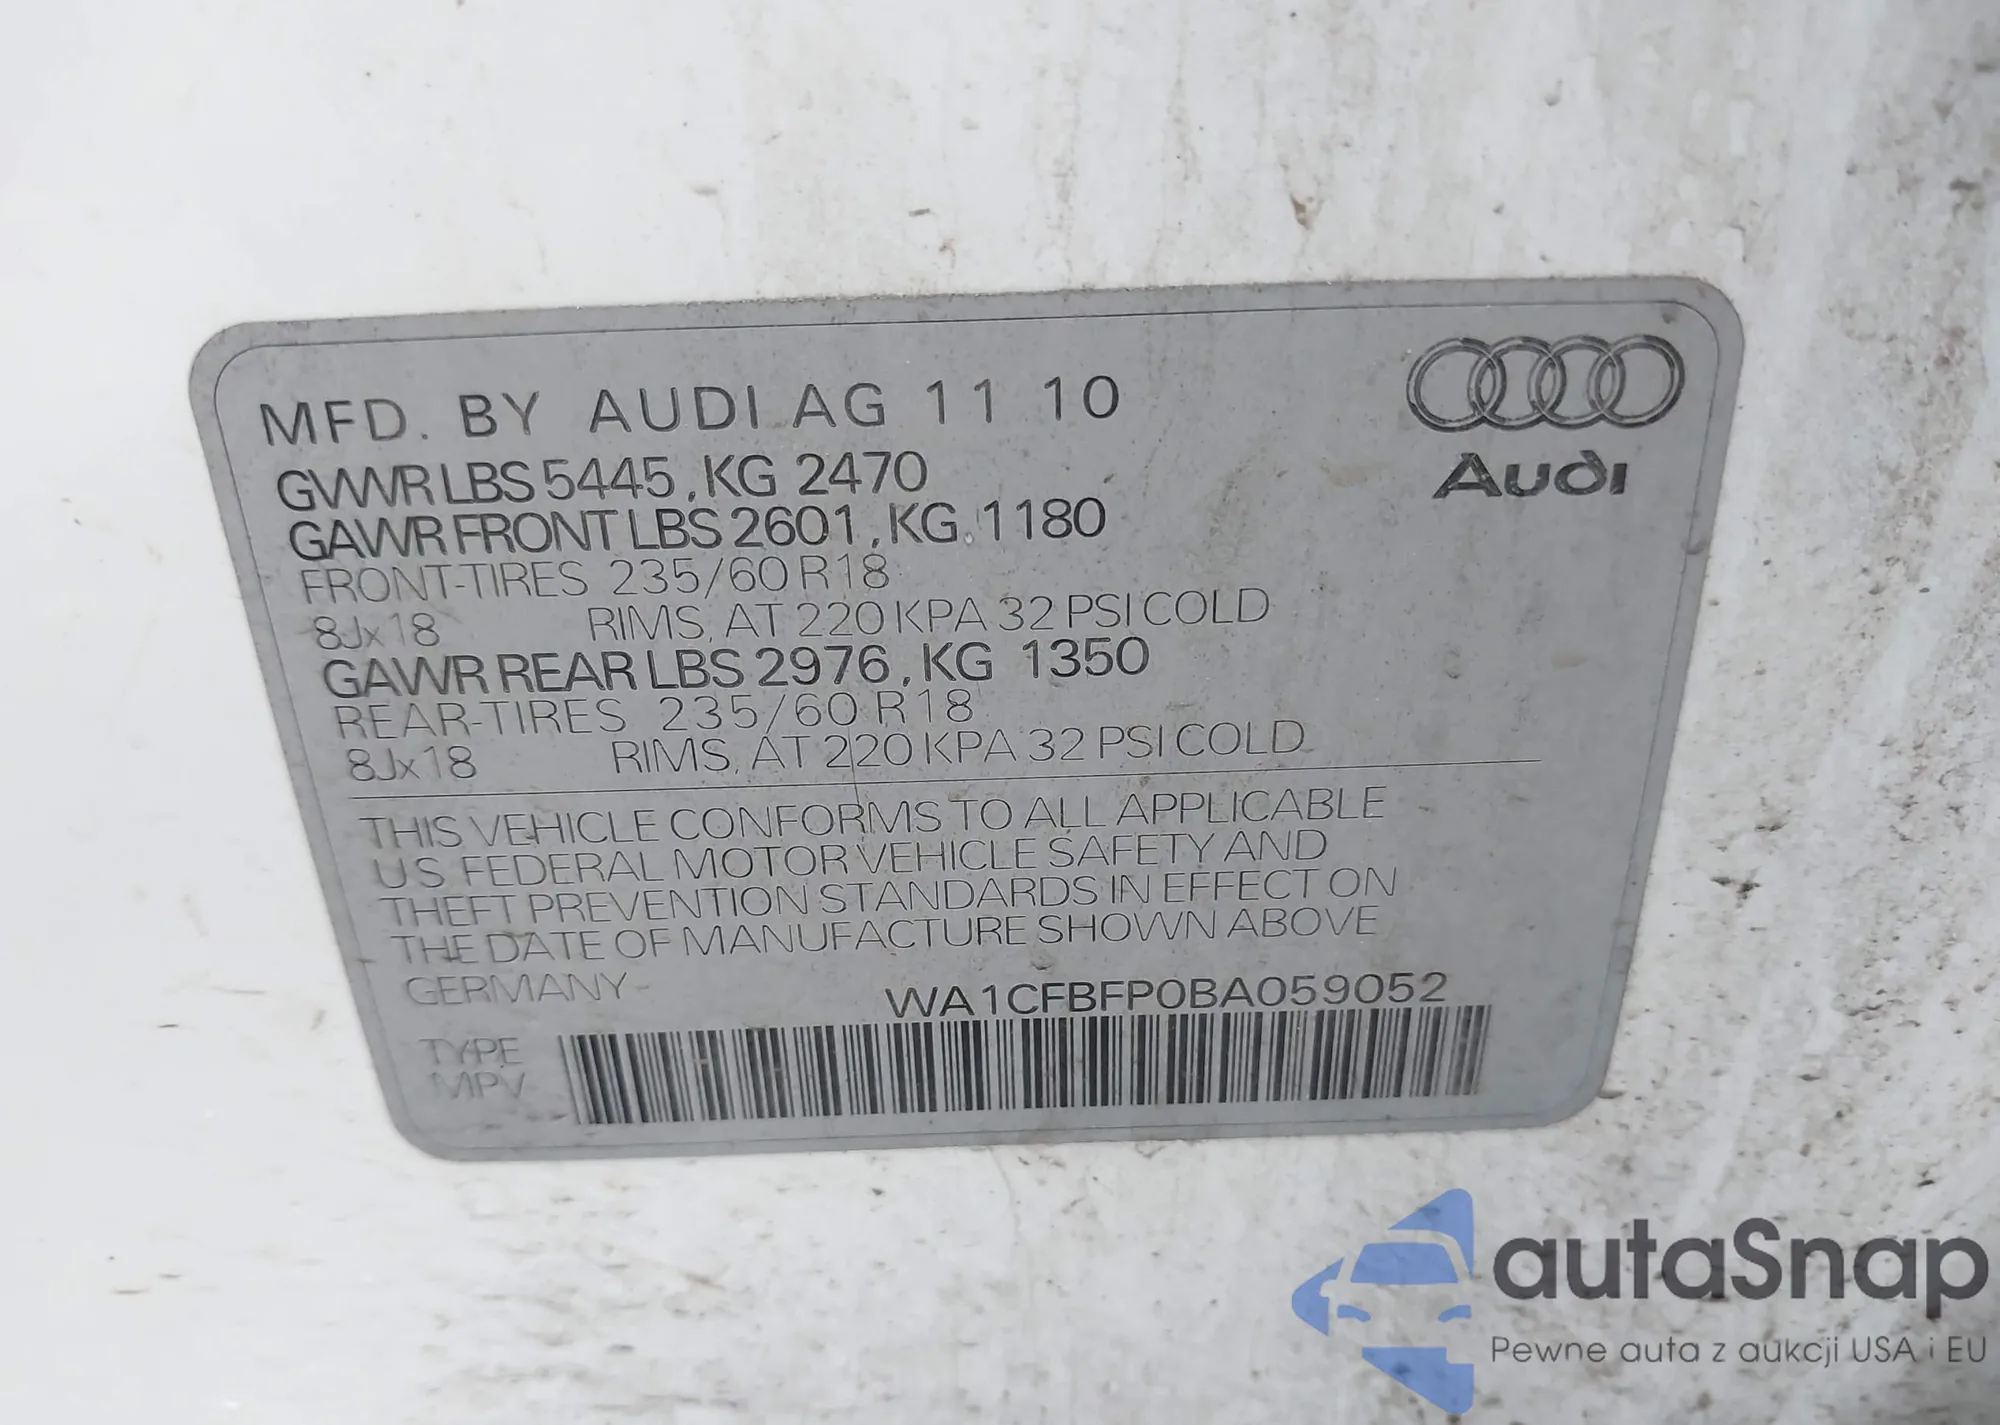 MFD. BY AUDI AG 11 10
GVWR LBS 5445, KG 2470
GAWR FRONT LBS 2601, KG 1180
FRONT-TIRES 235/60 R18
8Jx18 RIMS, AT 220 KPA 32 PSI COLD
GAWR REAR LBS 2976, KG 1350
REAR-TIRES 235/60 R18
8Jx18 RIMS, AT 220 KPA 32 PSI COLD
THIS VEHICLE CONFORMS TO ALL APPLICABLE
US FEDERAL MOTOR VEHICLE SAFETY AND
THEFT PREVENTION STANDARDS IN EFFECT ON
THE DATE OF MANUFACTURE SHOWN ABOVE
GERMANY
WA1CFBFP0BA059052
TYPE
MPV
Audi
autaSnap
Pewne auta z aukcji USA i EU